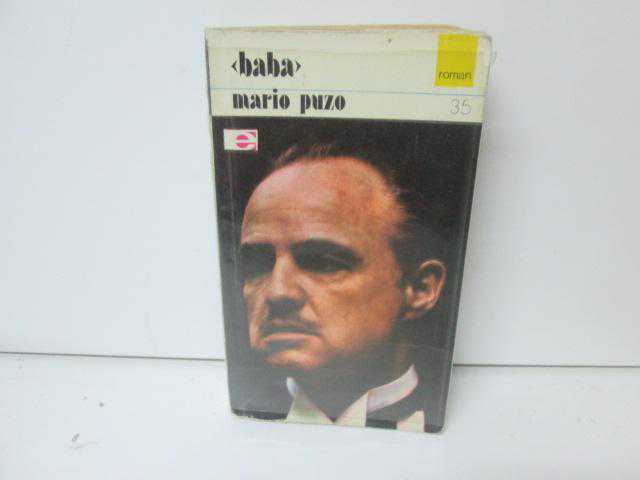 ‹baba›
roman
mario puzo
35
e